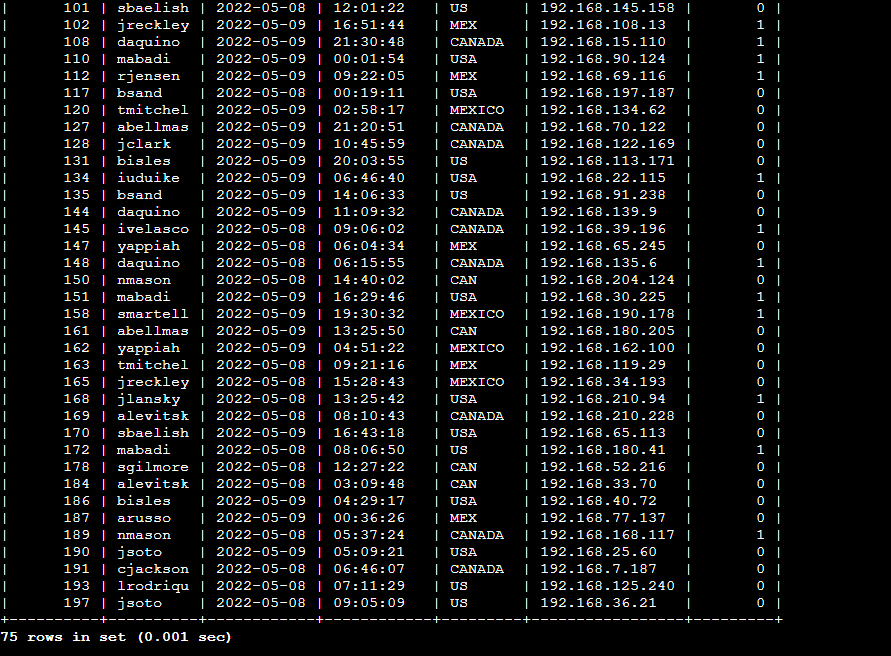 |      101 | sbaelish | 2022-05-08 | 12:01:22   | US      | 192.168.145.158 |       0 |
|      102 | jreckley | 2022-05-09 | 16:51:44   | MEX     | 192.168.108.13  |       1 |
|      108 | daquino  | 2022-05-08 | 21:30:48   | CANADA  | 192.168.15.110  |       1 |
|      110 | mabadi   | 2022-05-09 | 00:01:54   | USA     | 192.168.90.124  |       1 |
|      112 | rjensen  | 2022-05-09 | 09:22:05   | MEX     | 192.168.69.116  |       1 |
|      117 | bsand    | 2022-05-08 | 00:19:11   | USA     | 192.168.197.187 |       0 |
|      120 | tmitchel | 2022-05-09 | 02:58:17   | MEXICO  | 192.168.134.62  |       0 |
|      127 | abellmas | 2022-05-09 | 21:20:51   | CANADA  | 192.168.70.122  |       0 |
|      128 | jclark   | 2022-05-09 | 10:45:59   | CANADA  | 192.168.122.169 |       0 |
|      131 | bisles   | 2022-05-09 | 20:03:55   | US      | 192.168.113.171 |       0 |
|      134 | iuduike  | 2022-05-09 | 06:46:40   | USA     | 192.168.22.115  |       1 |
|      135 | bsand    | 2022-05-09 | 14:06:33   | US      | 192.168.91.238  |       0 |
|      144 | daquino  | 2022-05-09 | 11:09:32   | CANADA  | 192.168.139.9   |       0 |
|      145 | ivelasco | 2022-05-08 | 09:06:02   | CANADA  | 192.168.39.196  |       1 |
|      147 | yappiah  | 2022-05-08 | 06:04:34   | MEX     | 192.168.65.245  |       0 |
|      148 | daquino  | 2022-05-08 | 06:15:55   | CANADA  | 192.168.135.6   |       1 |
|      150 | nmason   | 2022-05-08 | 14:40:02   | CAN     | 192.168.204.124 |       0 |
|      151 | mabadi   | 2022-05-09 | 16:29:46   | USA     | 192.168.30.225  |       1 |
|      158 | smartell | 2022-05-09 | 19:30:32   | MEXICO  | 192.168.190.178 |       1 |
|      161 | abellmas | 2022-05-09 | 13:25:50   | CAN     | 192.168.180.205 |       0 |
|      162 | yappiah  | 2022-05-08 | 04:51:22   | MEXICO  | 192.168.162.100 |       0 |
|      163 | tmitchel | 2022-05-09 | 09:21:16   | MEX     | 192.168.119.29  |       0 |
|      165 | jreckley | 2022-05-09 | 15:28:43   | MEXICO  | 192.168.34.193  |       0 |
|      168 | jlansky  | 2022-05-08 | 13:25:42   | USA     | 192.168.210.94  |       1 |
|      169 | alevitsk | 2022-05-08 | 08:10:43   | CANADA  | 192.168.210.228 |       0 |
|      170 | sbaelish | 2022-05-09 | 16:43:18   | USA     | 192.168.65.113  |       0 |
|      172 | mabadi   | 2022-05-08 | 08:06:50   | US      | 192.168.180.41  |       1 |
|      178 | sgilmore | 2022-05-09 | 12:27:22   | CAN     | 192.168.52.216  |       0 |
|      184 | alevitsk | 2022-05-08 | 03:09:48   | CAN     | 192.168.33.70   |       0 |
|      186 | bisles   | 2022-05-09 | 04:29:17   | USA     | 192.168.40.72   |       0 |
|      187 | arusso   | 2022-05-09 | 00:36:26   | MEX     | 192.168.77.137  |       0 |
|      189 | nmason   | 2022-05-08 | 05:37:24   | CANADA  | 192.168.168.117 |       1 |
|      190 | jsoto    | 2022-05-09 | 05:09:21   | USA     | 192.168.25.60   |       0 |
|      191 | cjackson | 2022-05-08 | 06:46:07   | CANADA  | 192.168.7.187   |       0 |
|      193 | lrodriqu | 2022-05-08 | 07:11:29   | US      | 192.168.125.240 |       0 |
|      197 | jsoto    | 2022-05-08 | 09:05:09   | US      | 192.168.36.21   |       0 |
+----------+----------+------------+------------+---------+-----------------+---------+
75 rows in set (0.001 sec)